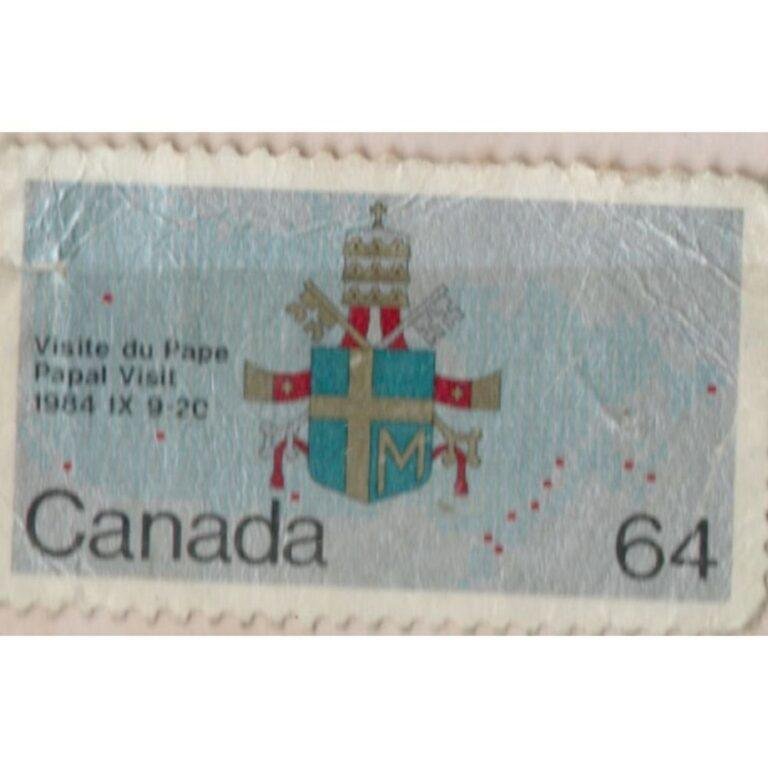 Visite du Pape
Papal Visit
1984 IX 9-20
M
Canada
64